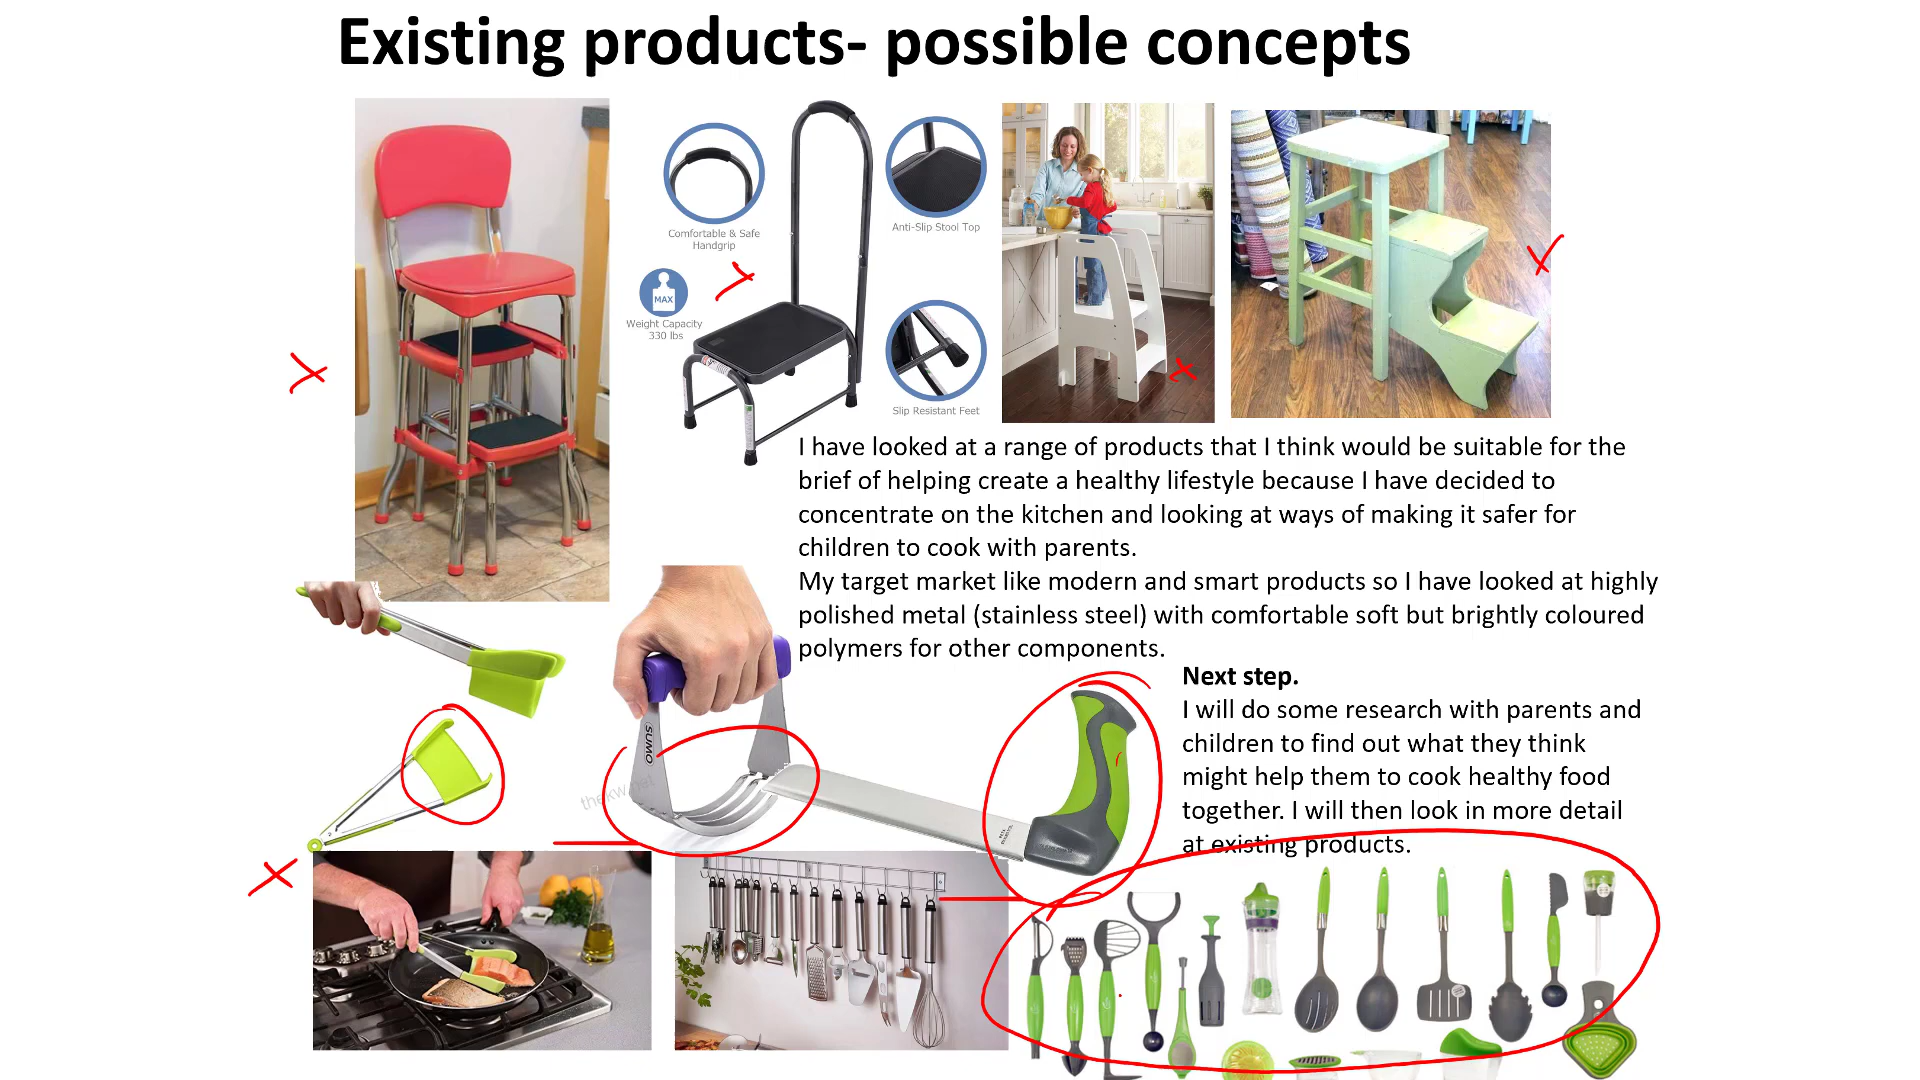 Existing products- possible concepts
Comfortable & Safe
Handgrip
Anti-Slip Stool Top
MAX
Weight Capacity
330 lbs
Slip Resistant Feet
I have looked at a range of products that I think would be suitable for the
brief of helping create a healthy lifestyle because I have decided to
concentrate on the kitchen and looking at ways of making it safer for
children to cook with parents.
My target market like modern and smart products so I have looked at highly
polished metal (stainless steel) with comfortable soft but brightly coloured
polymers for other components.
SUMO
Next step.
I will do some research with parents and
children to find out what they think
might help them to cook healthy food
together. I will then look in more detail
at existing products.